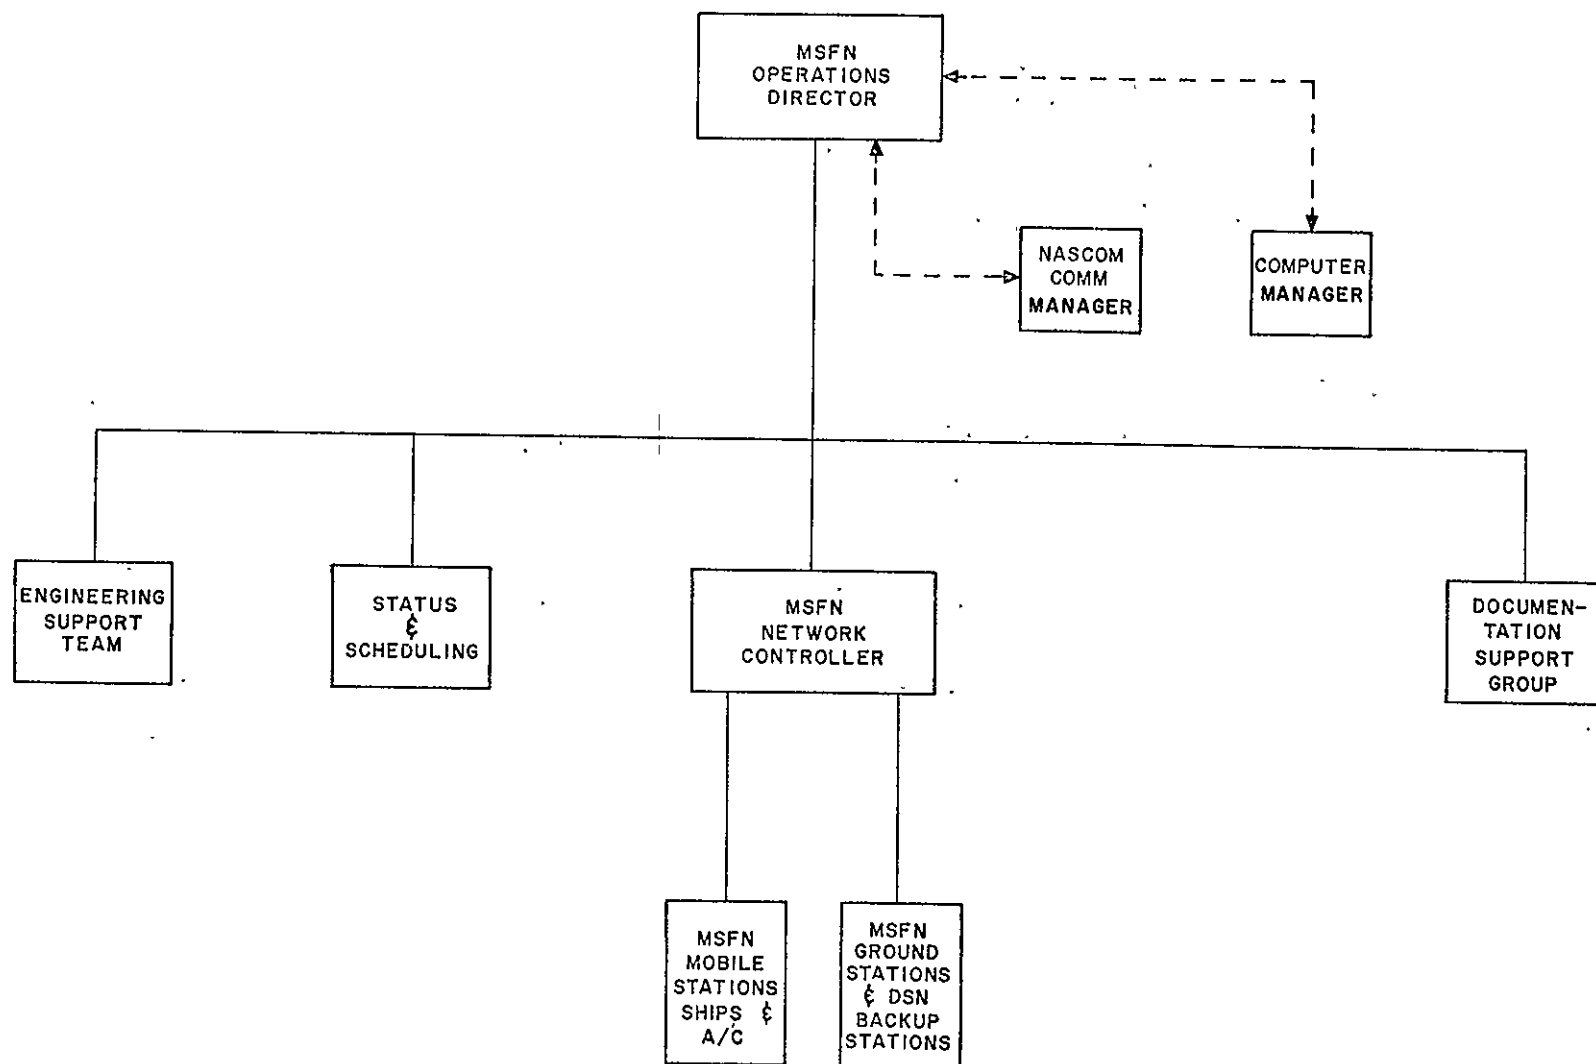 MSFN
OPERATIONS
DIRECTOR
NASCOM
COMM
MANAGER
COMPUTER
MANAGER
ENGINEERING
SUPPORT
TEAM
STATUS
&
SCHEDULING
MSFN
NETWORK
CONTROLLER
DOCUMEN-
TATION
SUPPORT
GROUP
MSFN
MOBILE
STATIONS
SHIPS &
A/C
MSFN
GROUND
STATIONS
& DSN
BACKUP
STATIONS